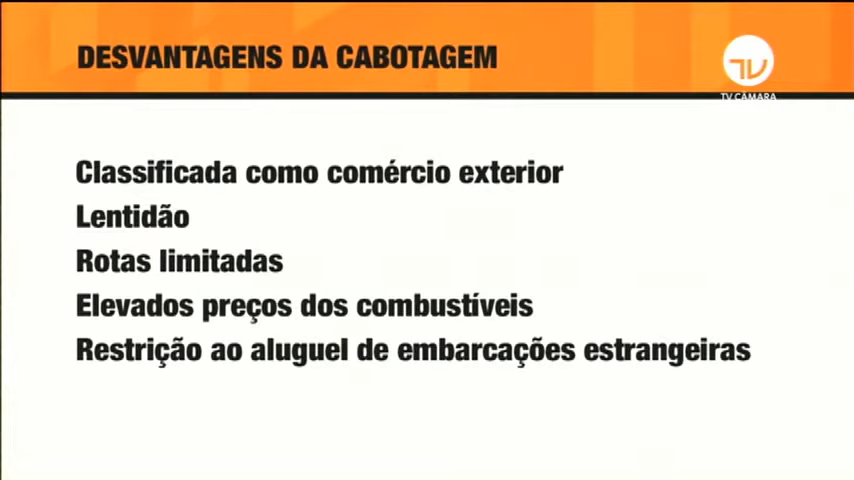 DESVANTAGENS DA CABOTAGEM
TV CÂMARA
Classificada como comércio exterior
Lentidão
Rotas limitadas
Elevados preços dos combustíveis
Restrição ao aluguel de embarcações estrangeiras